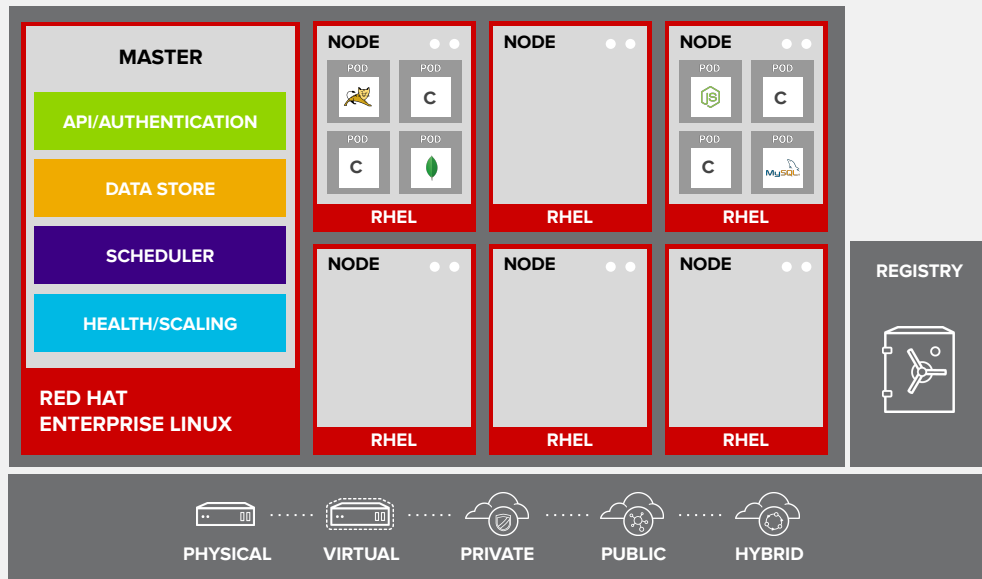 MASTER
API/AUTHENTICATION
DATA STORE
SCHEDULER
HEALTH/SCALING
RED HAT
ENTERPRISE LINUX
NODE
POD
POD
C
POD
POD
C
RHEL
NODE
RHEL
NODE
POD
JS
POD
C
POD
C
POD
MySQL
RHEL
NODE
RHEL
NODE
RHEL
NODE
RHEL
REGISTRY
PHYSICAL
VIRTUAL
PRIVATE
PUBLIC
HYBRID